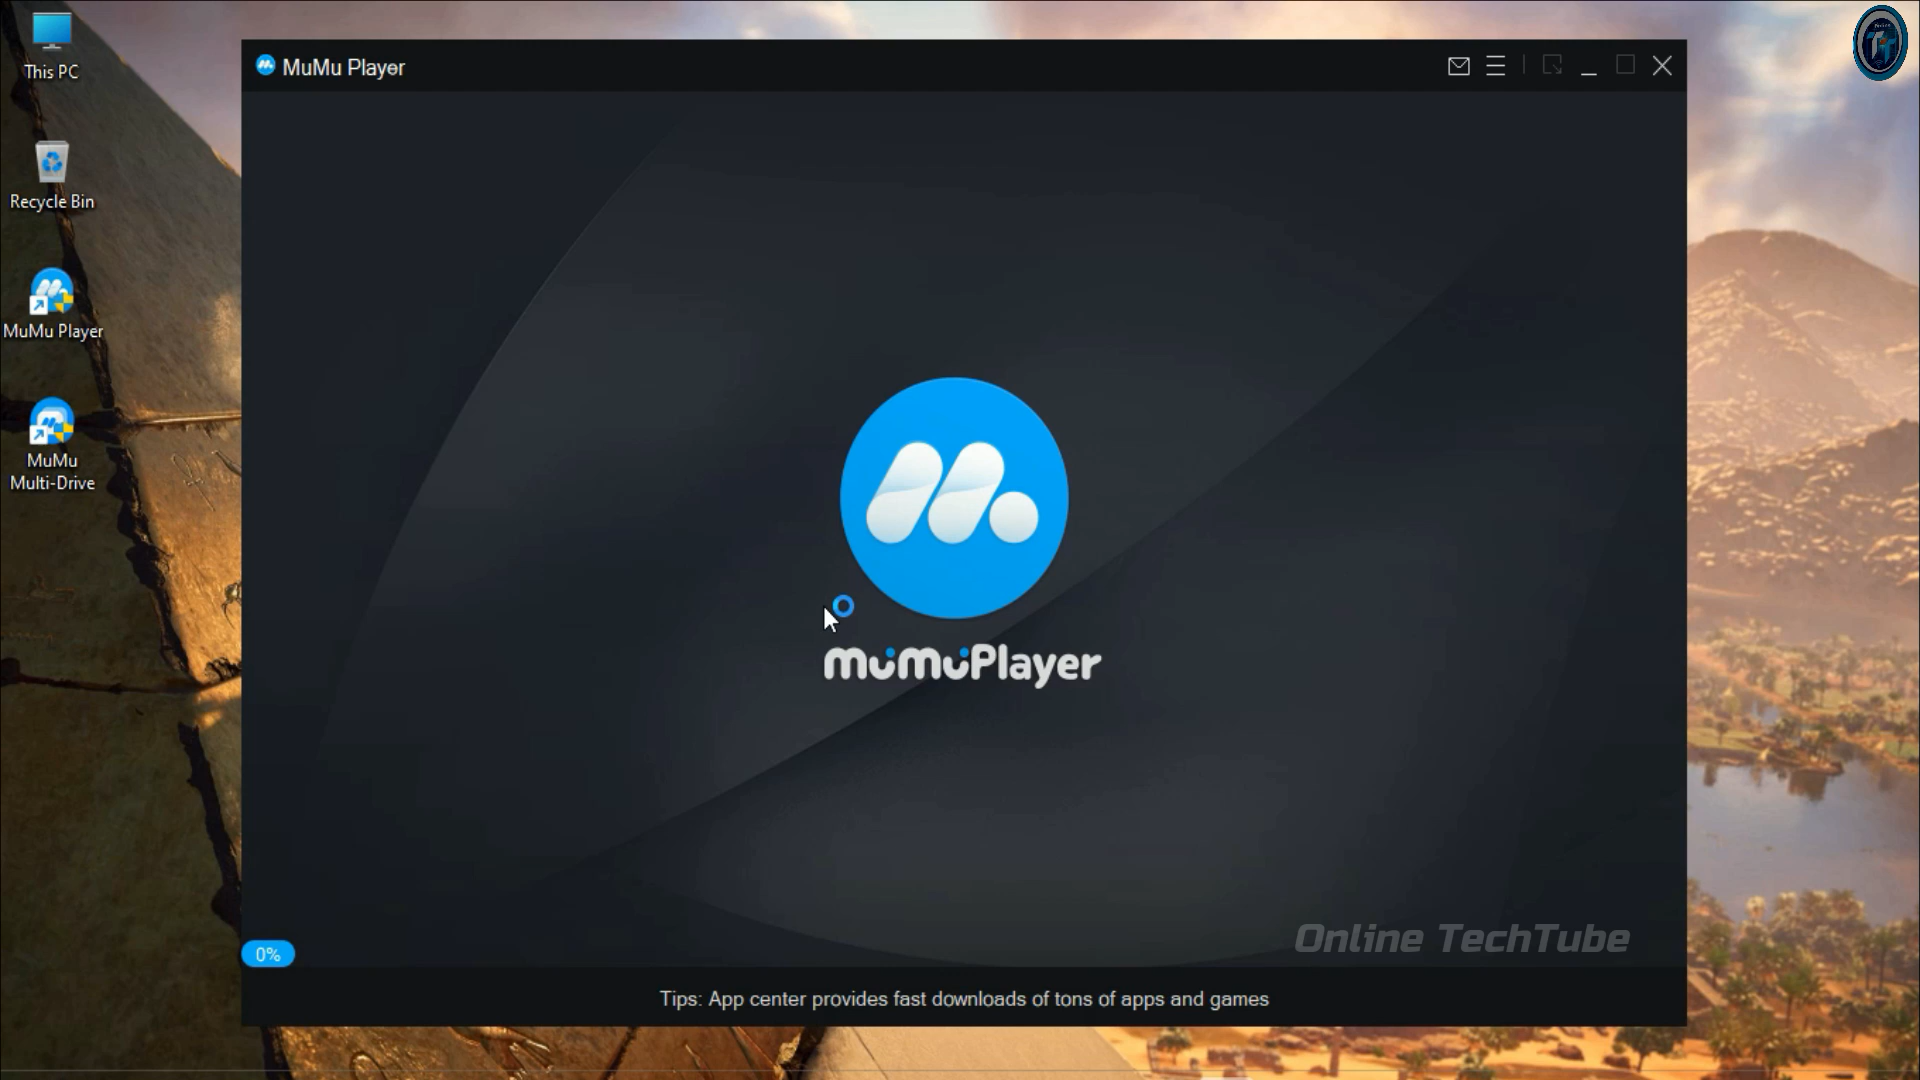 This PC
Recycle Bin
MuMu Player
MuMu
Multi-Drive
MuMu Player
MuMuPlayer
0%
Online TechTube
Tips: App center provides fast downloads of tons of apps and games